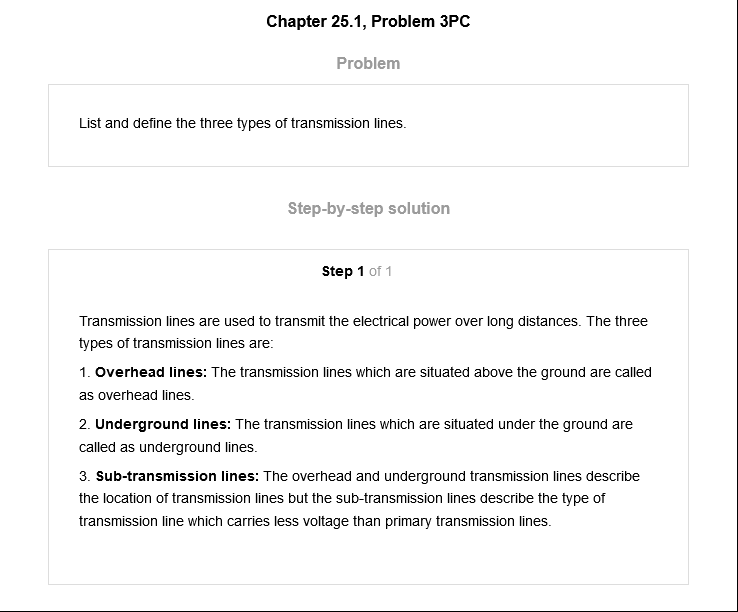 Chapter 25.1, Problem 3PC
Problem
List and define the three types of transmission lines.
Step-by-step solution
Step 1 of 1
Transmission lines are used to transmit the electrical power over long distances. The three
types of transmission lines are:
1. Overhead lines: The transmission lines which are situated above the ground are called
as overhead lines.
2. Underground lines: The transmission lines which are situated under the ground are
called as underground lines.
3. Sub-transmission lines: The overhead and underground transmission lines describe
the location of transmission lines but the sub-transmission lines describe the type of
transmission line which carries less voltage than primary transmission lines.